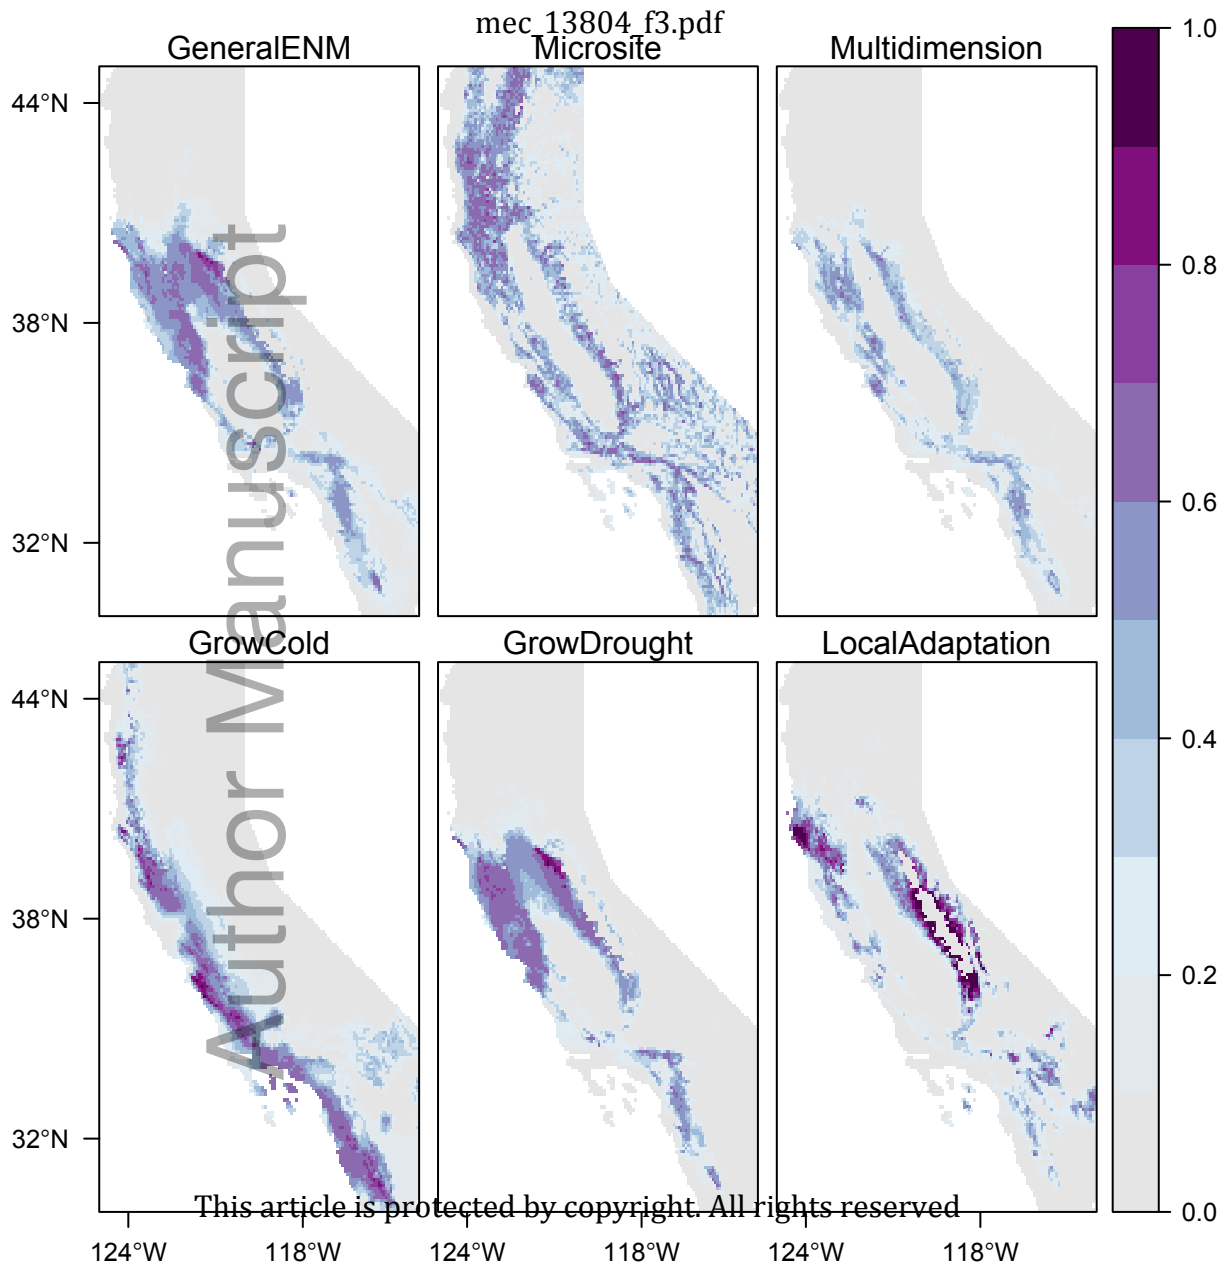 mec_13804_f3.pdf
GeneralENM
Microsite
Multidimension
1.0
44°N
38°N
32°N
0.8
0.6
GrowCold
GrowDrought
LocalAdaptation
44°N
38°N
32°N
0.4
0.2
0.0
124°W
118°W
118°W
124°W
118°W
Author Manuscript
This article is protected by copyright. All rights reserved